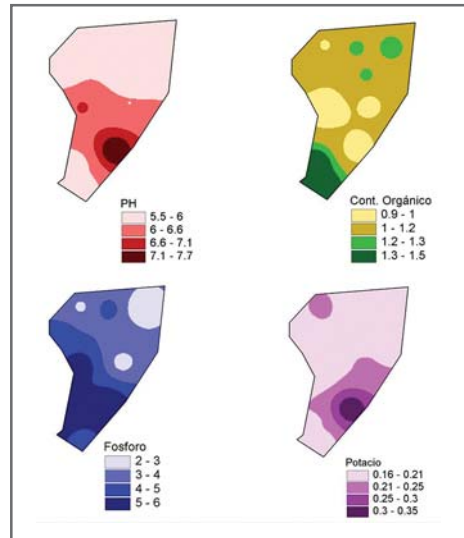 PH
5.5 - 6
6 - 6.6
6.6 - 7.1
7.1 - 7.7
Cont. Orgánico
0.9 - 1
1 - 1.2
1.2 - 1.3
1.3 - 1.5
Fosforo
2 - 3
3 - 4
4 - 5
5 - 6
Potacio
0.16 - 0.21
0.21 - 0.25
0.25 - 0.3
0.3 - 0.35